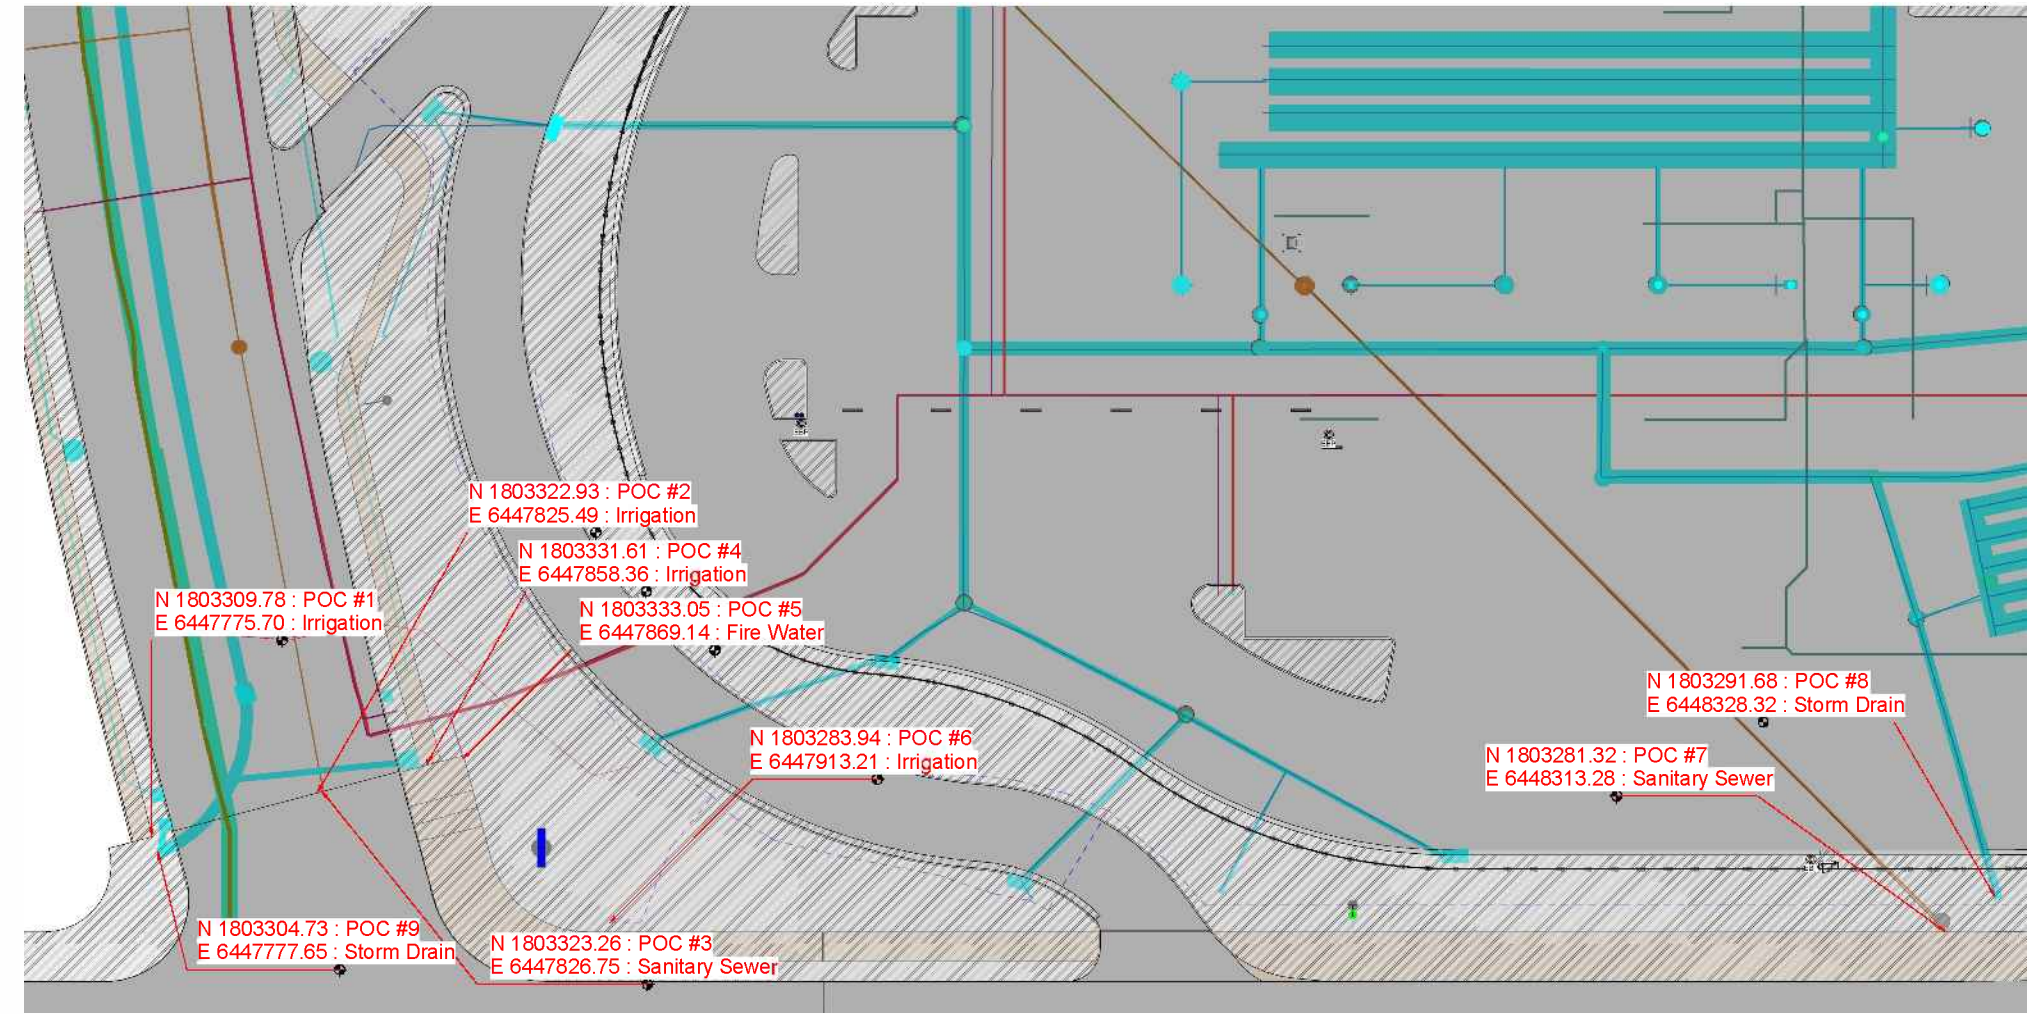 N 1803322.93 : POC #2
E 6447825.49 : Irrigation
N 1803331.61 : POC #4
E 6447858.36 : Irrigation
N 1803309.78 : POC #1
E 6447775.70 : Irrigation
N 1803333.05 : POC #5
E 6447869.14 : Fire Water
N 1803291.68 : POC #8
E 6448328.32 : Storm Drain
N 1803283.94 : POC #6
E 6447913.21 : Irrigation
N 1803281.32 : POC #7
E 6448313.28 : Sanitary Sewer
N 1803304.73 : POC #9
E 6447777.65 : Storm Drain
N 1803323.26 : POC #3
E 6447826.75 : Sanitary Sewer